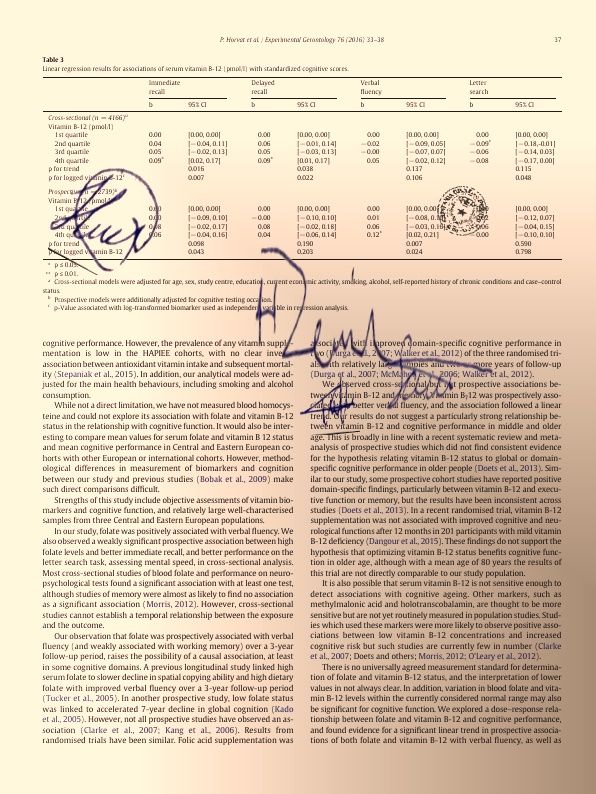 P. Horvat et al. / Experimental Gerontology 76 (2016) 33–38 37
Table 3
Linear regression results for associations of serum vitamin B-12 (pmol/l) with standardized cognitive scores.
Immediate recall Delayed recall Verbal fluency Letter search
b 95% CI b 95% CI b 95% CI b 95% CI
Cross-sectional (n = 4166)a
Vitamin B-12 (pmol/l)
1st quartile 0.00 [0.00, 0.00] 0.00 [0.00, 0.00] 0.00 [0.00, 0.00] 0.00 [0.00, 0.00]
2nd quartile 0.04 [−0.04, 0.11] 0.06 [−0.01, 0.14] −0.02 [−0.09, 0.05] −0.09* [−0.18, −0.01]
3rd quartile 0.05 [−0.02, 0.13] 0.05 [−0.03, 0.13] −0.00 [−0.07, 0.07] −0.06 [−0.14, 0.03]
4th quartile 0.09* [0.02, 0.17] 0.09* [0.01, 0.17] 0.05 [−0.02, 0.12] −0.08 [−0.17, 0.00]
p for trend 0.016 0.038 0.137 0.115
p for logged vitamin B-12c 0.007 0.022 0.106 0.048
1st 0.00 [0.00, 0.00] 0.00 [0.00, 0.00] 0.00 [0.00, 0.00] [0.00, 0.00]
[−0.09, 0.10] −0.00 [−0.10, 0.10] 0.01 [−0.12, 0.07]
[−0.02, 0.17] 0.08 [−0.02, 0.18] 0.06 [−0.04, 0.15]
4th [−0.04, 0.16] 0.04 [−0.06, 0.14] 0.12* [0.02, 0.21] 0.00 [−0.10, 0.10]
p for trend 0.098 0.190 0.007 0.590
p for logged vitamin B-12 0.043 0.203 0.024 0.798
* p ≤ 0.05.
** p ≤ 0.01.
a Cross-sectional models were adjusted for age, sex, study centre, education, current economic activity, smoking, alcohol, self-reported history of chronic conditions and case–control
status.
b Prospective models were additionally adjusted for cognitive testing occasion.
c p-Value associated with log-transformed biomarker used as independent variable in regression analysis.
cognitive performance. However, the prevalence of any vitamin supple-
mentation is low in the HAPIEE cohorts, with no clear inverse
association between antioxidant vitamin intake and subsequent mortal-
ity (Stepaniak et al., 2015). In addition, our analytical models were ad-
justed for the main health behaviours, including smoking and alcohol
consumption.
While not a direct limitation, we have not measured blood homocys-
teine and could not explore its association with folate and vitamin B-12
status in the relationship with cognitive function. It would also be inter-
esting to compare mean values for serum folate and vitamin B 12 status
and mean cognitive performance in Central and Eastern European co-
horts with other European or international cohorts. However, method-
ological differences in measurement of biomarkers and cognition
between our study and previous studies (Bobak et al., 2009) make
such direct comparisons difficult.
Strengths of this study include objective assessments of vitamin bio-
markers and cognitive function, and relatively large well-characterised
samples from three Central and Eastern European populations.
In our study, folate was positively associated with verbal fluency. We
also observed a weakly significant prospective association between high
folate levels and better immediate recall, and better performance on the
letter search task, assessing mental speed, in cross-sectional analysis.
Most cross-sectional studies of blood folate and performance on neuro-
psychological tests found a significant association with at least one test,
although studies of memory were almost as likely to find no association
as a significant association (Morris, 2012). However, cross-sectional
studies cannot establish a temporal relationship between the exposure
and the outcome.
Our observation that folate was prospectively associated with verbal
fluency (and weakly associated with working memory) over a 3-year
follow-up period, raises the possibility of a causal association, at least
in some cognitive domains. A previous longitudinal study linked high
serum folate to slower decline in spatial copying ability and high dietary
folate with improved verbal fluency over a 3-year follow-up period
(Tucker et al., 2005). In another prospective study, low folate status
was linked to accelerated 7-year decline in global cognition (Kado
et al., 2005). However, not all prospective studies have observed an as-
sociation (Clarke et al., 2007; Kang et al., 2006). Results from
randomised trials have been similar. Folic acid supplementation was
associated with improved domain-specific cognitive performance in
two (Durga et al., 2007; Walker et al., 2012) of the three randomised tri-
als with relatively large samples and two or more years of follow-up
(Durga et al., 2007; McMahon et al., 2006; Walker et al., 2012).
We observed cross-sectional but not prospective associations be-
tween vitamin B-12 and memory. Vitamin B-12 was prospectively asso-
ciated with better verbal fluency, and the association followed a linear
trend. Our results do not suggest a particularly strong relationship be-
tween vitamin B-12 and cognitive performance in middle and older
age. This is broadly in line with a recent systematic review and meta-
analysis of prospective studies which did not find consistent evidence
for the hypothesis relating vitamin B-12 status to global or domain-
specific cognitive performance in older people (Doets et al., 2013). Sim-
ilar to our study, some prospective cohort studies have reported positive
domain-specific findings, particularly between vitamin B-12 and execu-
tive function or memory, but the results have been inconsistent across
studies (Doets et al., 2013). In a recent randomised trial, vitamin B-12
supplementation was not associated with improved cognitive and neu-
rological functions after 12 months in 201 participants with mild vitamin
B-12 deficiency (Dangour et al., 2015). These findings do not support the
hypothesis that optimizing vitamin B-12 status benefits cognitive func-
tion in older age, although with a mean age of 80 years the results of
this trial are not directly comparable to our study population.
It is also possible that serum vitamin B-12 is not sensitive enough to
detect associations with cognitive ageing. Other markers, such as
methylmalonic acid and holotranscobalamin, are thought to be more
sensitive but are not yet routinely measured in population studies. Stud-
ies which used these markers were more likely to observe positive asso-
ciations between low vitamin B-12 concentrations and increased
cognitive risk but such studies are currently few in number (Clarke
et al., 2007; Doets and others; Morris, 2012; O'Leary et al., 2012).
There is no universally agreed measurement standard for determina-
tion of folate and vitamin B-12 status, and the interpretation of lower
values in not always clear. In addition, variation in blood folate and vita-
min B-12 levels within the currently considered normal range may also
be significant for cognitive function. We explored a dose–response rela-
tionship between folate and vitamin B-12 and cognitive performance,
and found evidence for a significant linear trend in prospective associa-
tions of both folate and vitamin B-12 with verbal fluency, as well as